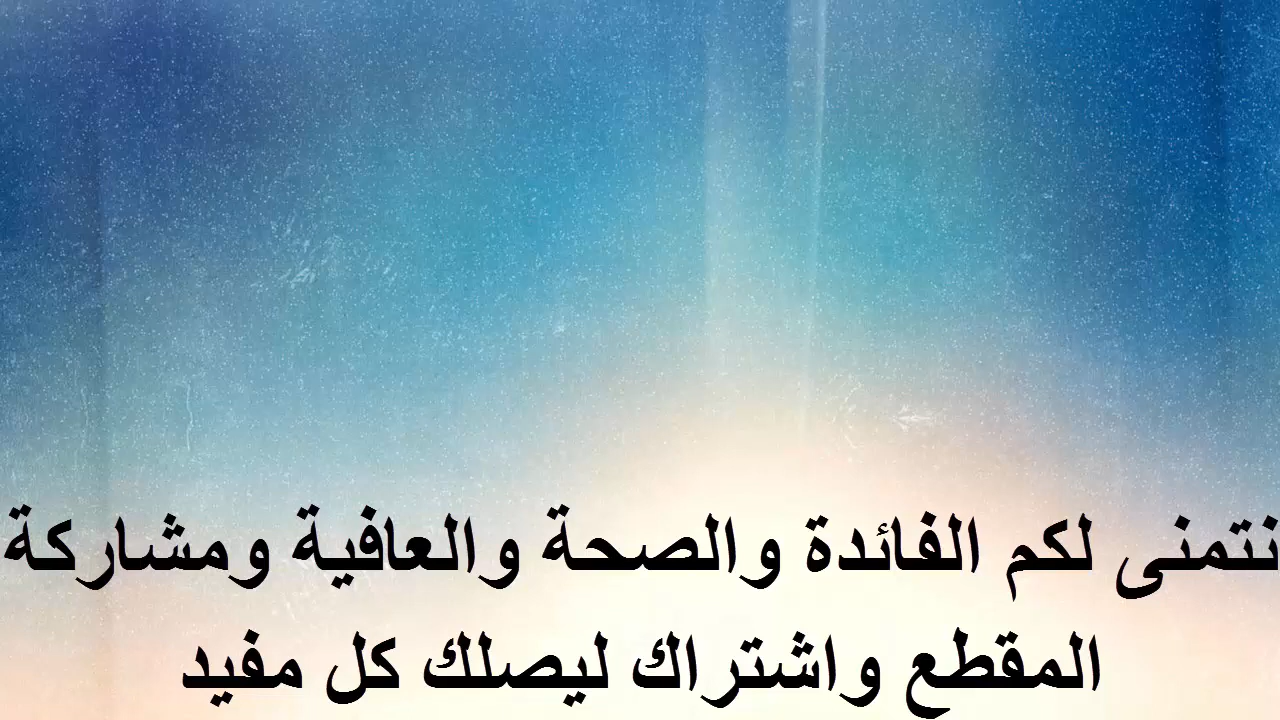 نتمنى لكم الفائدة والصحة والعافية ومشاركة
المقطع واشتراك ليصلك كل مفيد